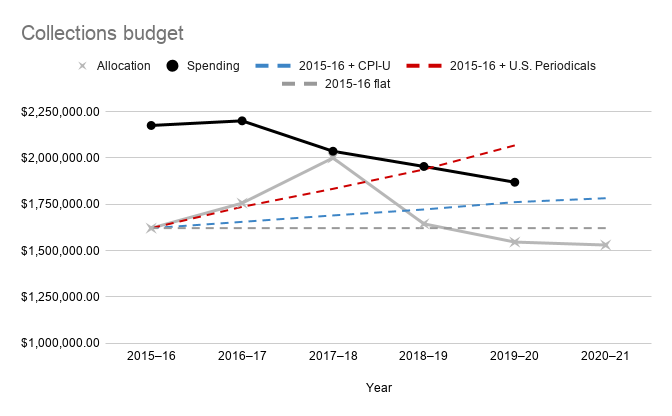 Collections budget
Allocation Spending 2015-16 + CPI-U 2015-16 + U.S. Periodicals
2015-16 flat
$2,250,000.00
$2,000,000.00
$1,750,000.00
$1,500,000.00
$1,250,000.00
$1,000,000.00
2015–16 2016–17 2017–18 2018–19 2019–20 2020–21
Year